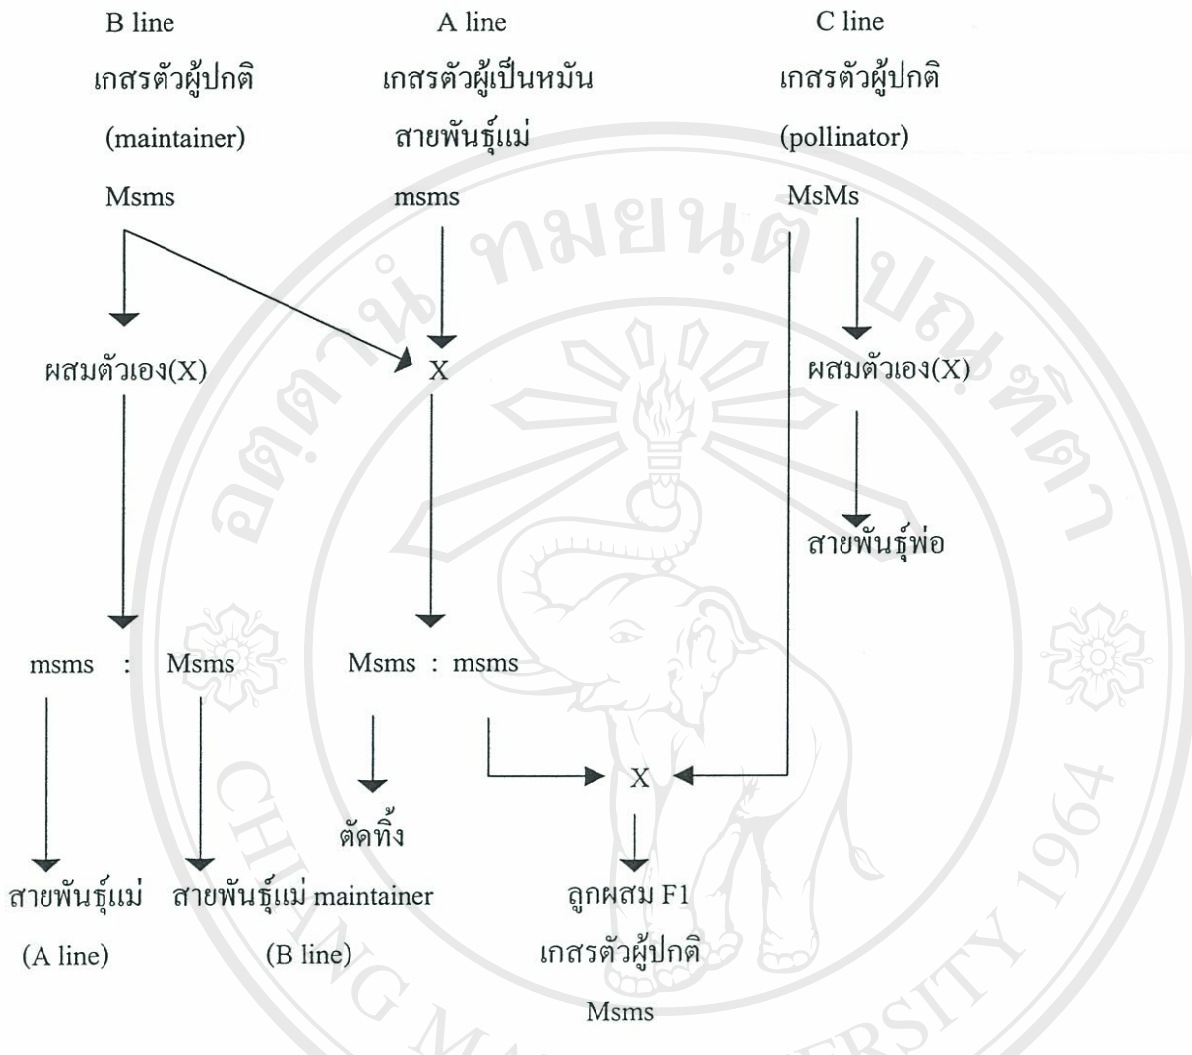 B line A line C line
เกสรตัวผู้ปกติ เกสรตัวผู้เป็นหมัน เกสรตัวผู้ปกติ
(maintainer) สายพันธุ์แม่ (pollinator)
Msms msms MsMs
ผสมตัวเอง(X) X ผสมตัวเอง(X)
สายพันธุ์พ่อ
msms : Msms Msms : msms
X
ตัดทิ้ง
สายพันธุ์แม่ สายพันธุ์แม่ maintainer ลูกผสม F1
(A line) (B line) เกสรตัวผู้ปกติ
Msms
CHIANG MAI UNIVERSITY 1964